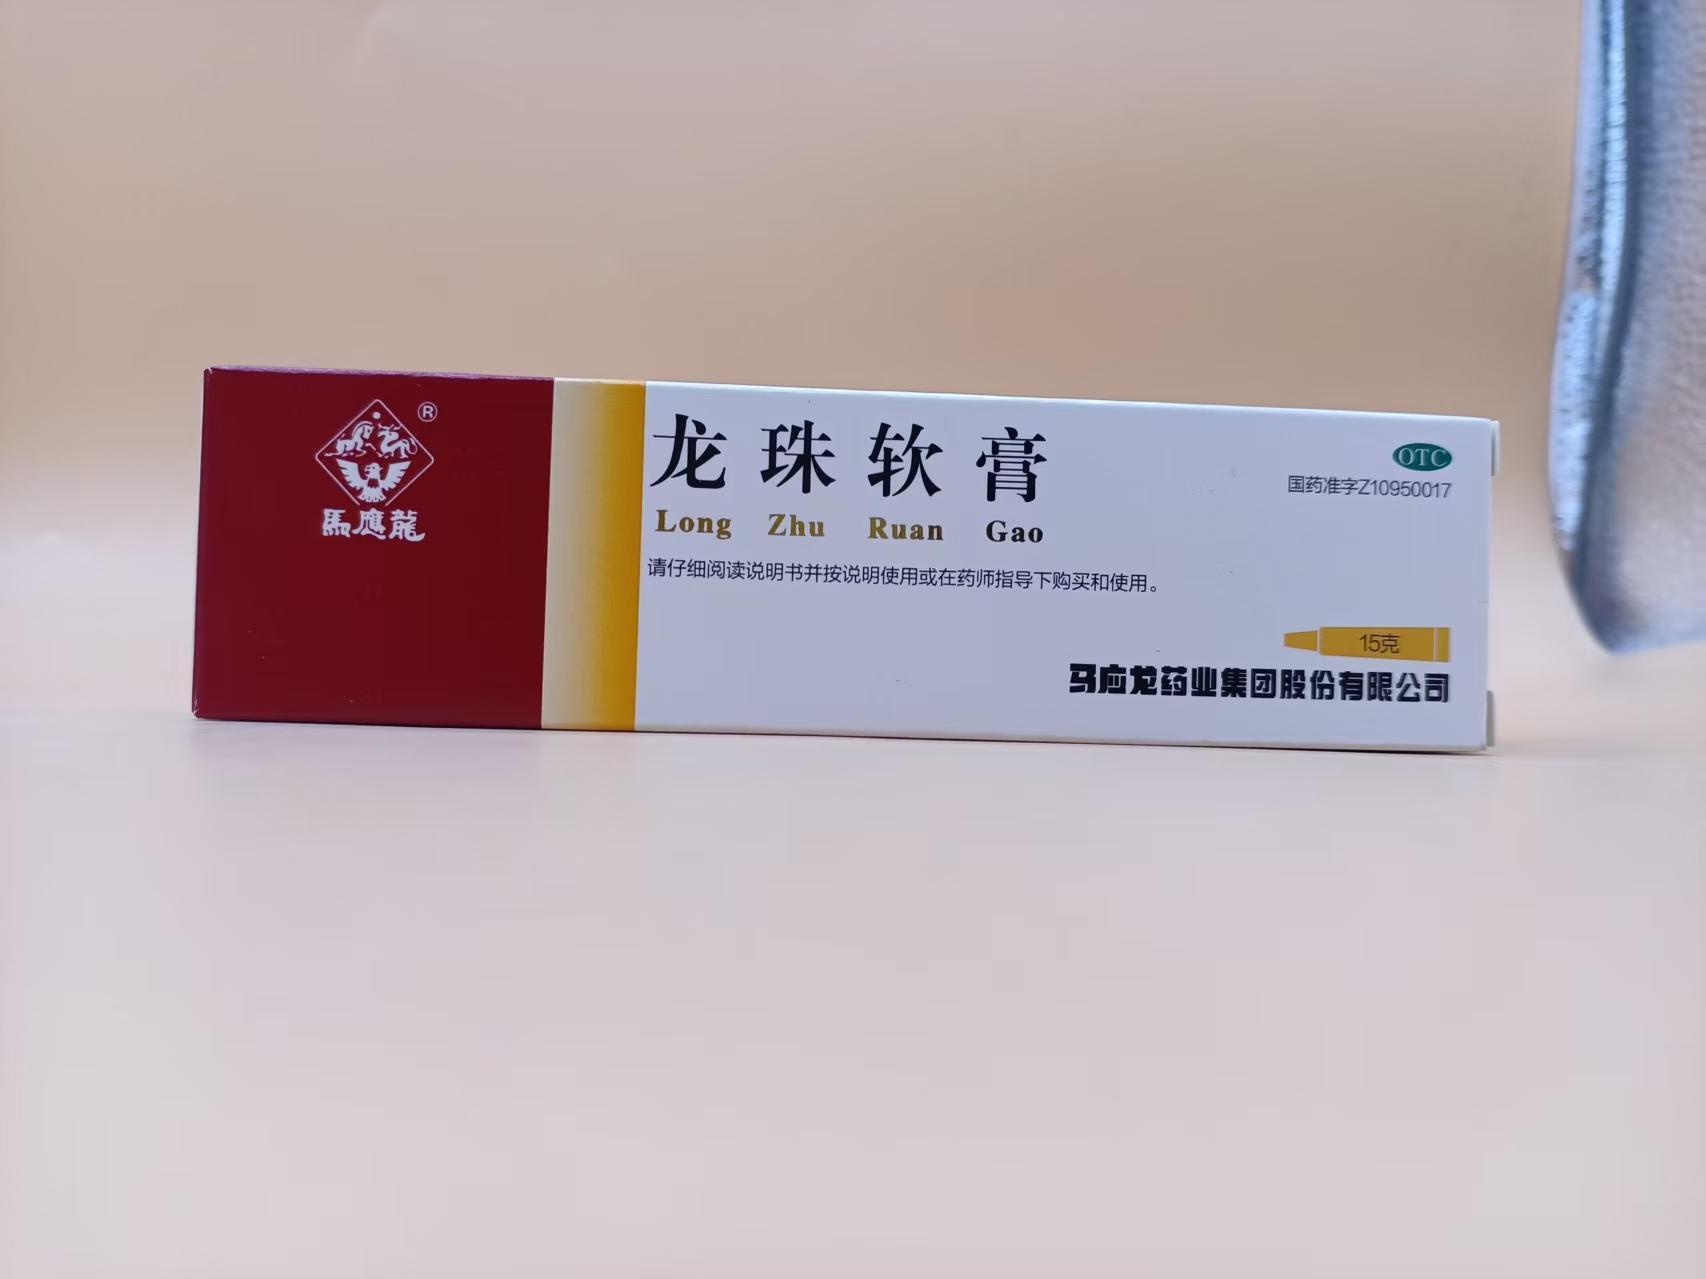 ®
馬應龍
龙珠软膏
Long Zhu Ruan Gao
请仔细阅读说明书并按说明使用或在药师指导下购买和使用。
OTC
国药准字Z10950017
15克
马应龙药业集团股份有限公司